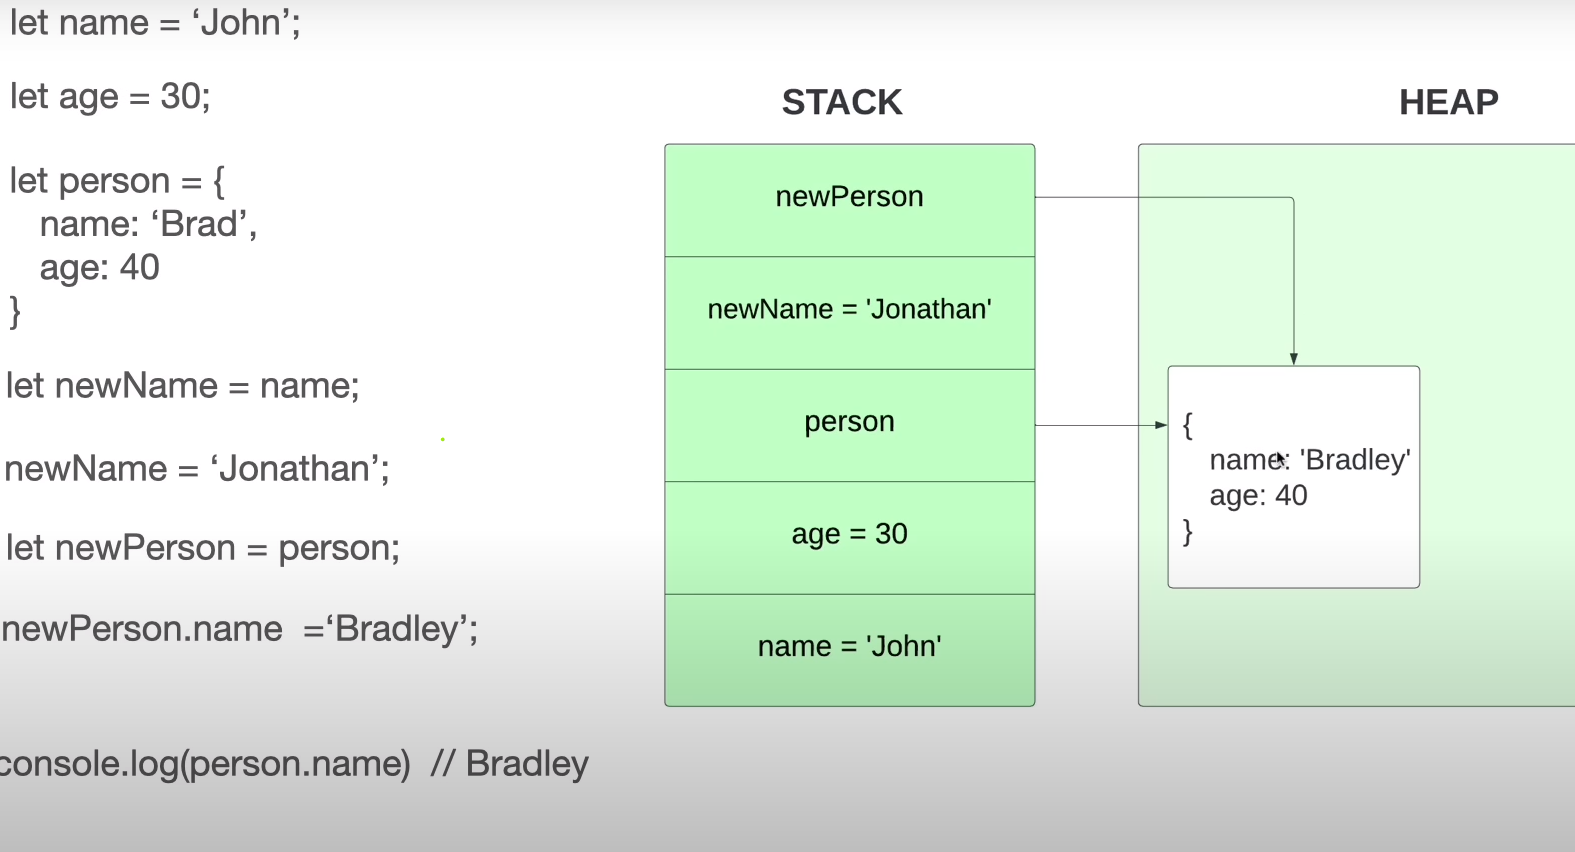 let name = ‘John’;
let age = 30;
let person = {
name: ‘Brad’,
age: 40
}
let newName = name;
newName = ‘Jonathan’;
let newPerson = person;
newPerson.name =‘Bradley’;
console.log(person.name) // Bradley
STACK
newPerson
newName = 'Jonathan'
person
age = 30
name = 'John'
HEAP
{
name: 'Bradley'
age: 40
}